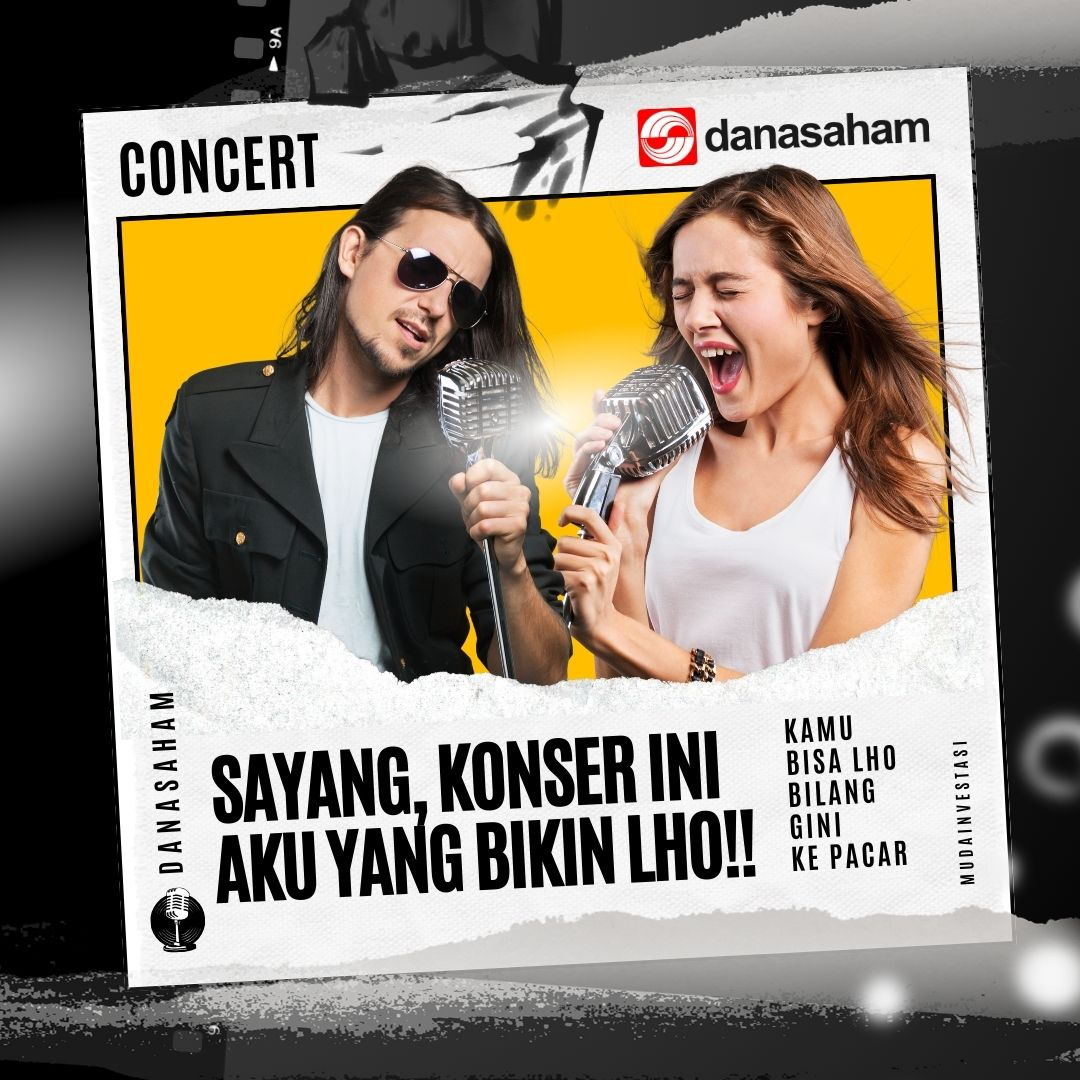 9A
CONCERT
danasaham
DANASAHAM
SAYANG, KONSER INI
AKU YANG BIKIN LHO!!
KAMU
BISA LHO
BILANG
GINI
KE PACAR
MUDAINVESTASI
9